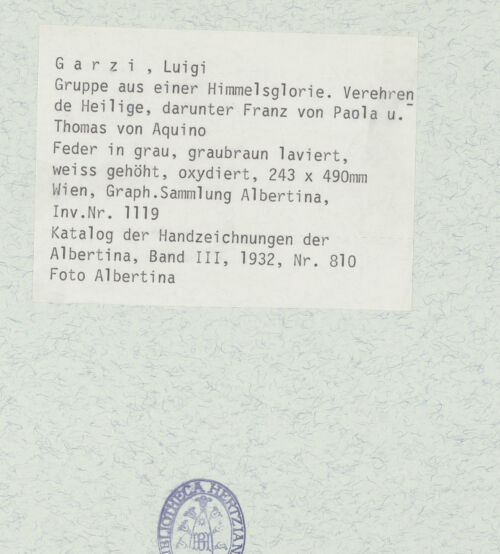 G a r z i , Luigi
Gruppe aus einer Himmelsglorie. Verehren-
de Heilige, darunter Franz von Paola u.
Thomas von Aquino
Feder in grau, graubraun laviert,
weiss gehöht, oxydiert, 243 x 490mm
Wien, Graph.Sammlung Albertina,
Inv.Nr. 1119
Katalog der Handzeichnungen der
Albertina, Band III, 1932, Nr. 810
Foto Albertina
BIBLIOTHECA HERTZIAN
BH